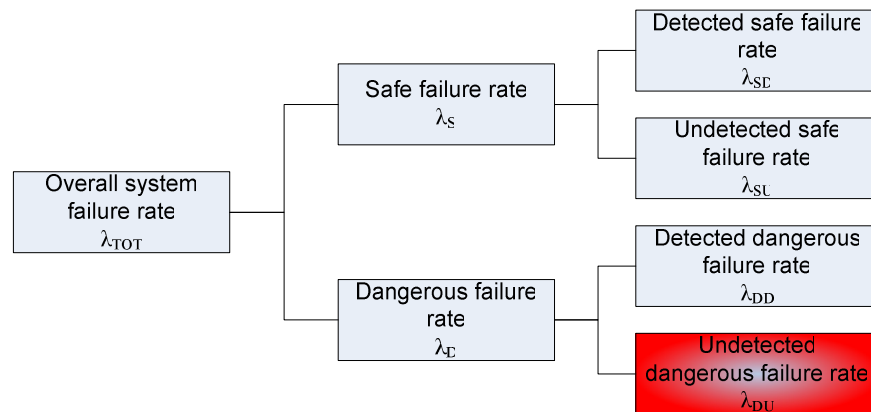 Overall system
failure rate
λTOT
Safe failure rate
λS
Dangerous failure
rate
λD
Detected safe failure
rate
λSD
Undetected safe
failure rate
λSU
Detected dangerous
failure rate
λDD
Undetected
dangerous failure rate
λDU